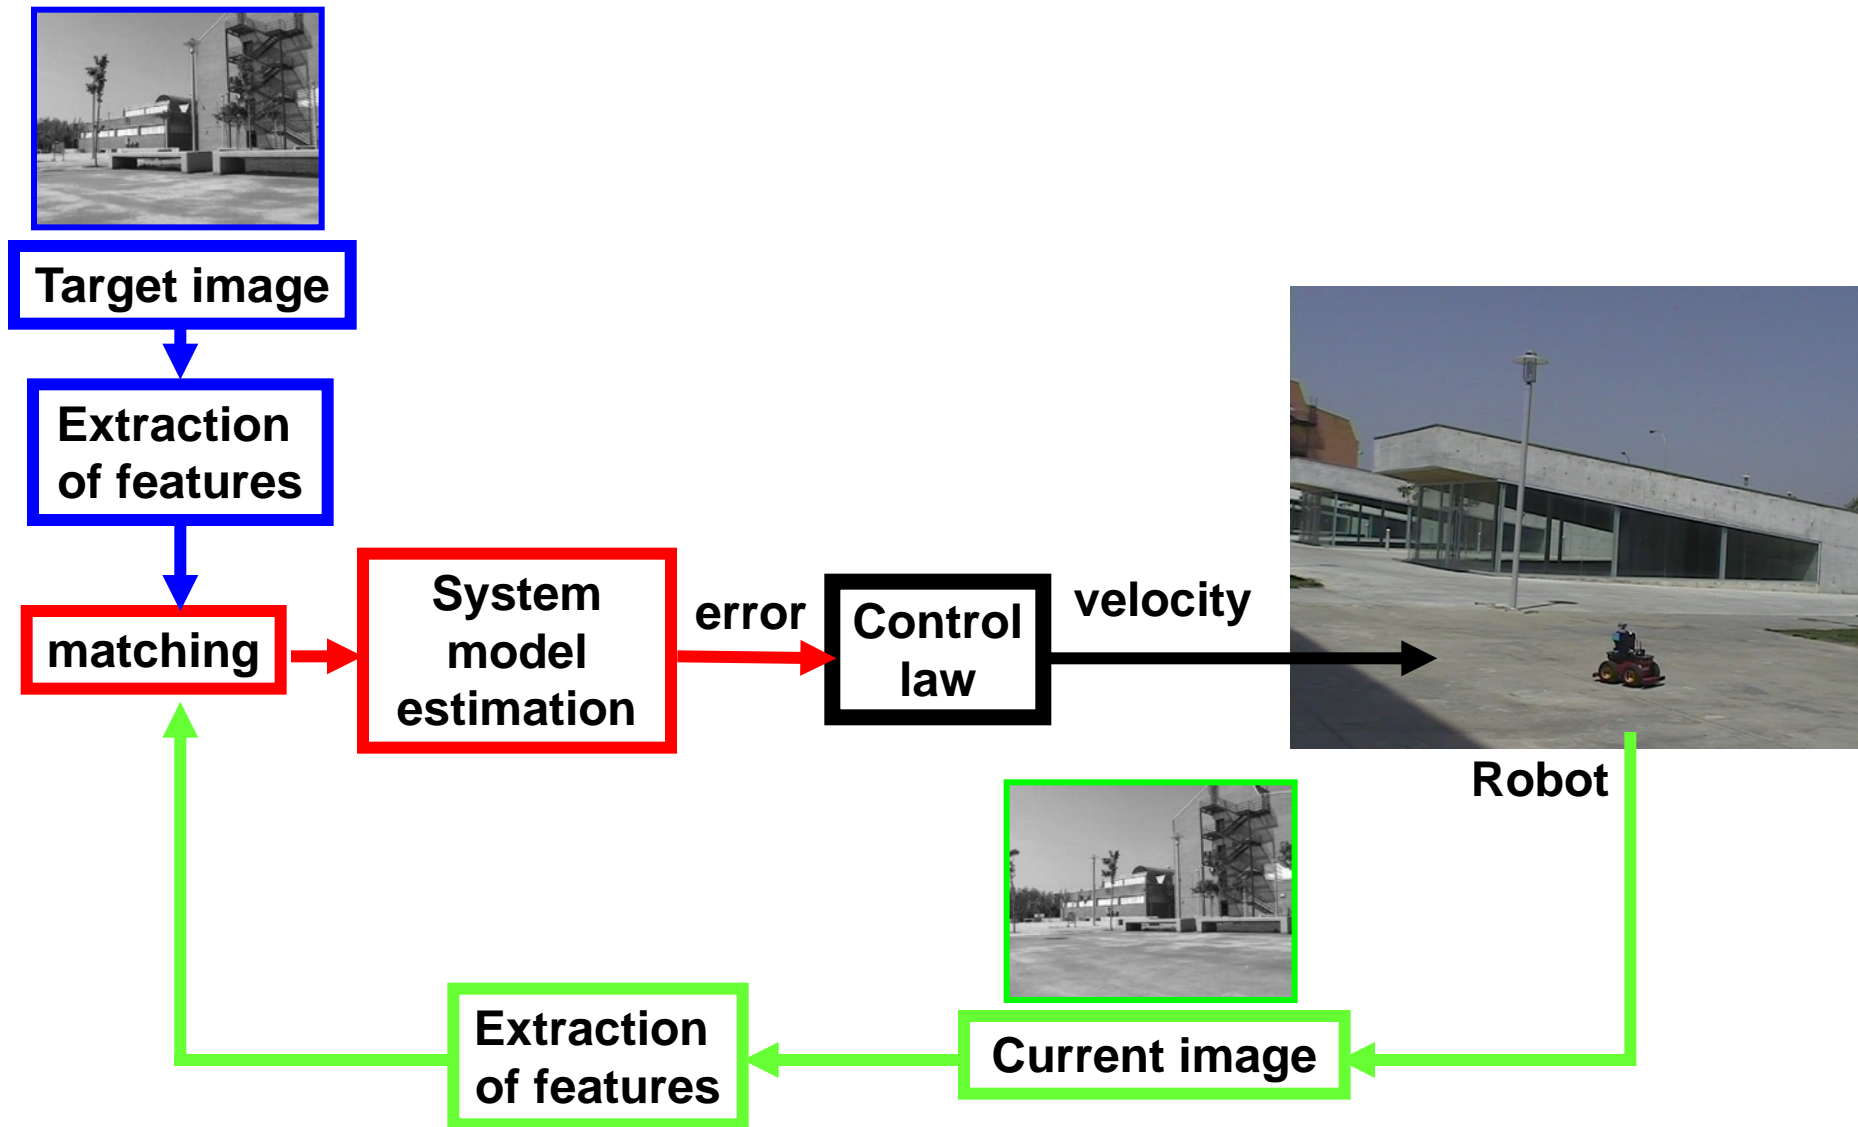 Target image
Extraction
of features
matching
System
model
estimation
error
Control
law
velocity
Robot
Current image
Extraction
of features